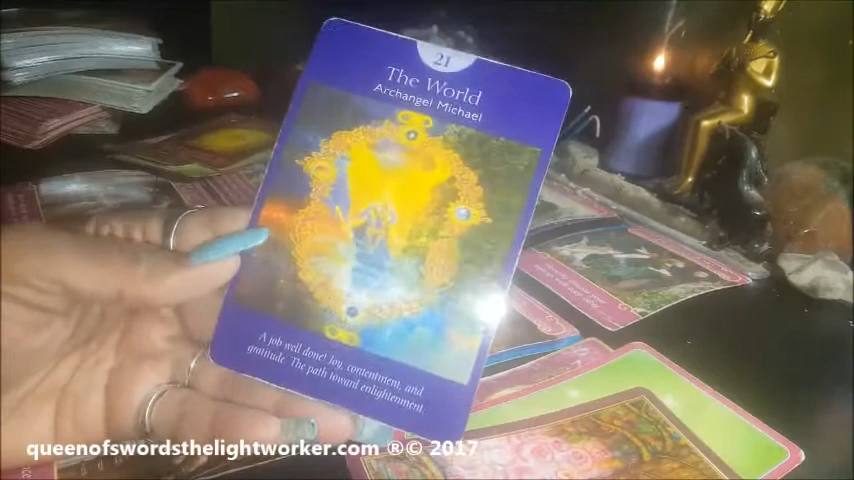 21
The World
Archangel Michael
A job well done! Joy, contentment, and
gratitude. The path toward enlightenment.
queenofswordsthelightworker.com ®© 2017